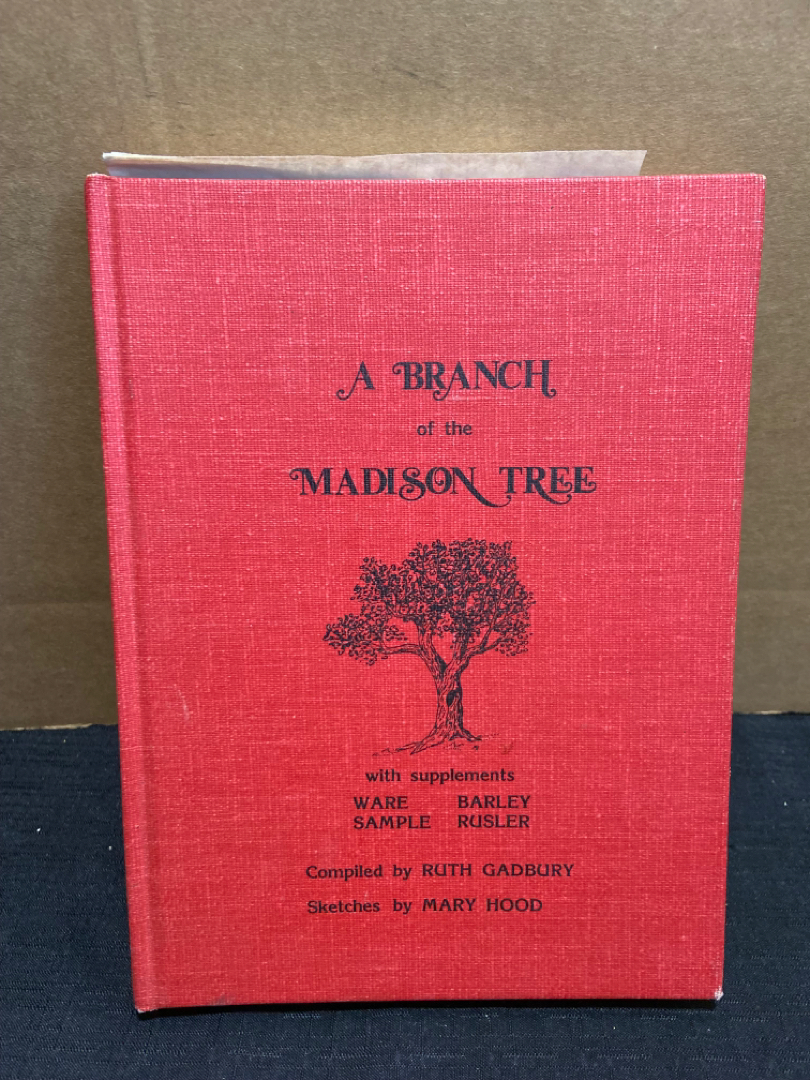 A BRANCH
of the
MADISON TREE
with supplements
WARE BARLEY
SAMPLE RUSLER
Compiled by RUTH GADBURY
Sketches by MARY HOOD